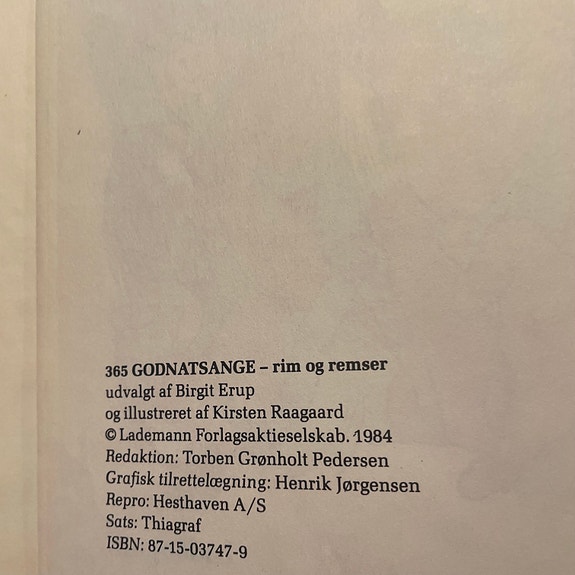 365 GODNATSANGE – rim og remser
udvalgt af Birgit Erup
og illustreret af Kirsten Raagaard
© Lademann Forlagsaktieselskab. 1984
Redaktion: Torben Grønholt Pedersen
Grafisk tilrettelægning: Henrik Jørgensen
Repro: Hesthaven A/S
Sats: Thiagraf
ISBN: 87-15-03747-9